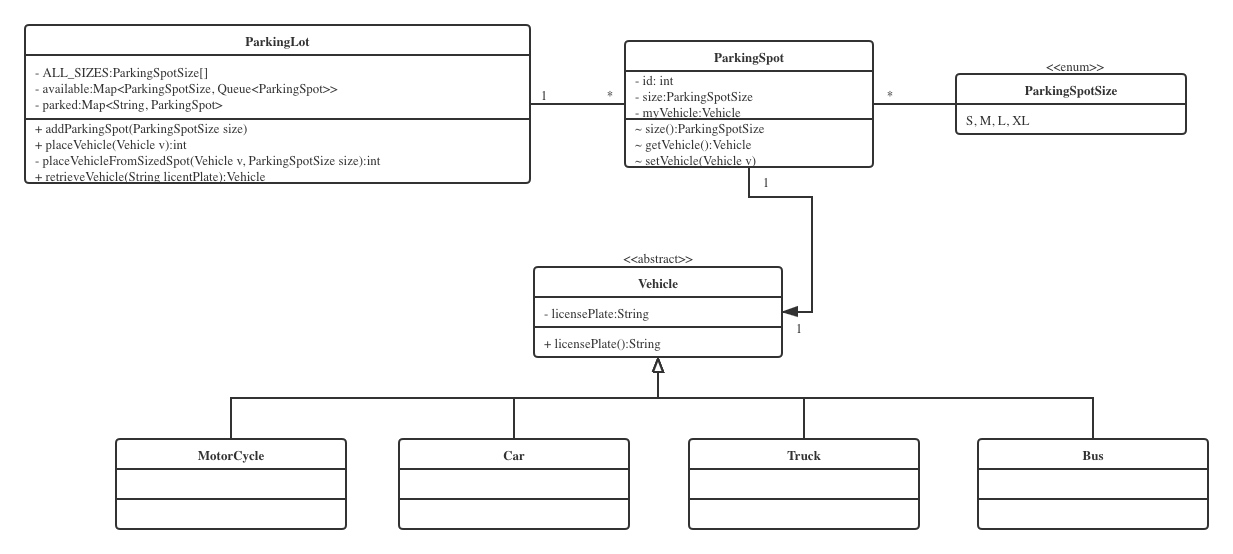 ParkingLot
- ALL_SIZES:ParkingSpotSize[]
- available:Map<ParkingSpotSize, Queue<ParkingSpot>>
- parked:Map<String, ParkingSpot>
+ addParkingSpot(ParkingSpotSize size)
+ placeVehicle(Vehicle v):int
- placeVehicleFromSizedSpot(Vehicle v, ParkingSpotSize size):int
+ retrieveVehicle(String licentPlate):Vehicle
1
*
ParkingSpot
- id: int
- size:ParkingSpotSize
- myVehicle:Vehicle
~ size():ParkingSpotSize
~ getVehicle():Vehicle
~ setVehicle(Vehicle v)
*
<<enum>>
ParkingSpotSize
S, M, L, XL
1
<<abstract>>
Vehicle
- licensePlate:String
+ licensePlate():String
1
MotorCycle
Car
Truck
Bus